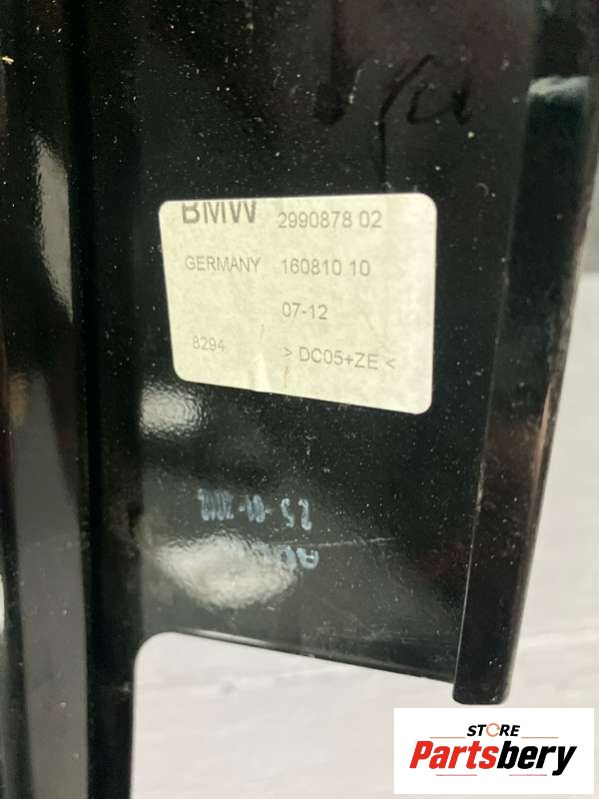 BMW 2990878 02
GERMANY 160810 10
07-12
8294 > DC05+ZE <
25-01-2012
STORE
Partsbery